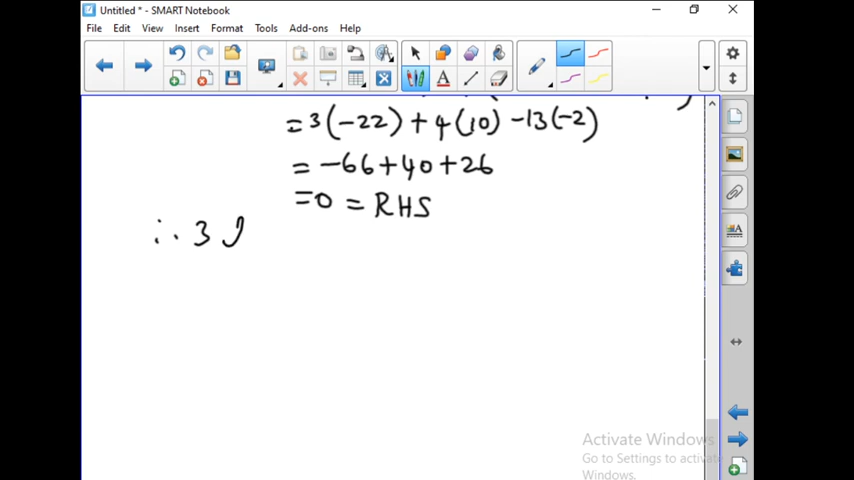 Untitled * - SMART Notebook
File Edit View Insert Format Tools Add-ons Help
=3(-22) + 4(10) -13(-2)
= -66+40+26
=0 = RHS
∴ 3
Activate Windows
Go to Settings to activate
Windows.